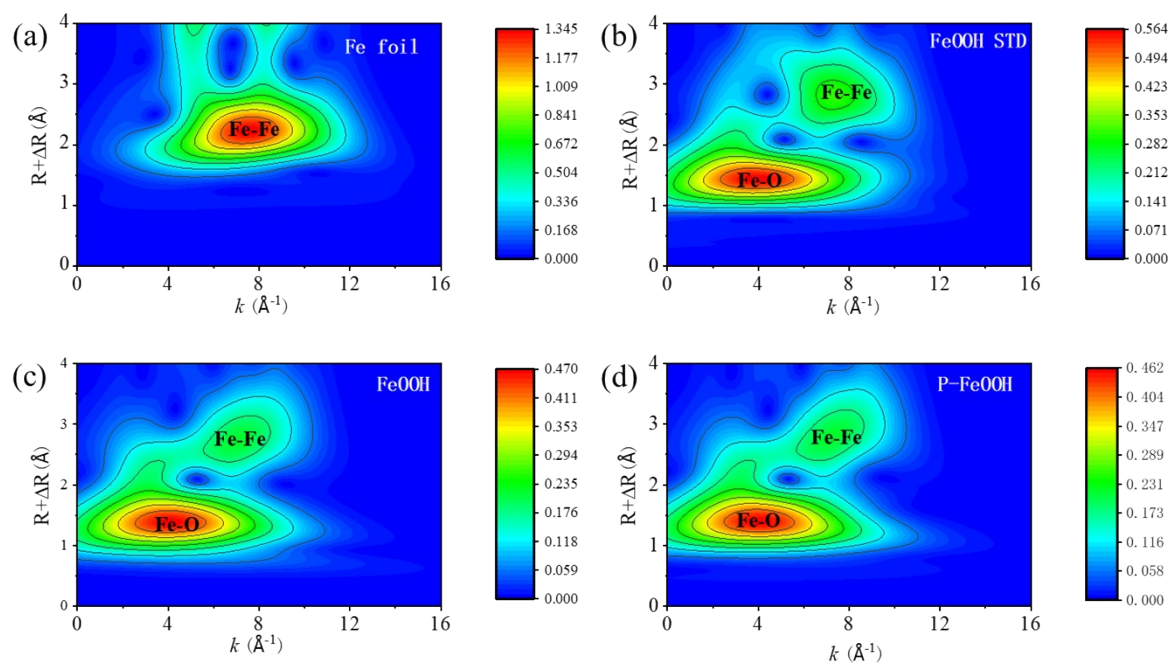 (a)
Fe foil
Fe-Fe
R+ΔR (Å)
4
3
2
1
0
0 4 8 12 16
k (Å-1)
1.345
1.177
1.009
0.841
0.672
0.504
0.336
0.168
0.000
(b)
FeOOH STD
Fe-Fe
Fe-O
R+ΔR (Å)
4
3
2
1
0
0 4 8 12 16
k (Å-1)
0.564
0.494
0.423
0.353
0.282
0.212
0.141
0.071
0.000
(c)
FeOOH
Fe-Fe
Fe-O
R+ΔR (Å)
4
3
2
1
0
0 4 8 12 16
k (Å-1)
0.470
0.411
0.352
0.294
0.235
0.176
0.117
0.059
0.000
(d)
P-FeOOH
Fe-Fe
Fe-O
R+ΔR (Å)
4
3
2
1
0
0 4 8 12 16
k (Å-1)
0.462
0.404
0.347
0.289
0.231
0.173
0.116
0.058
0.000